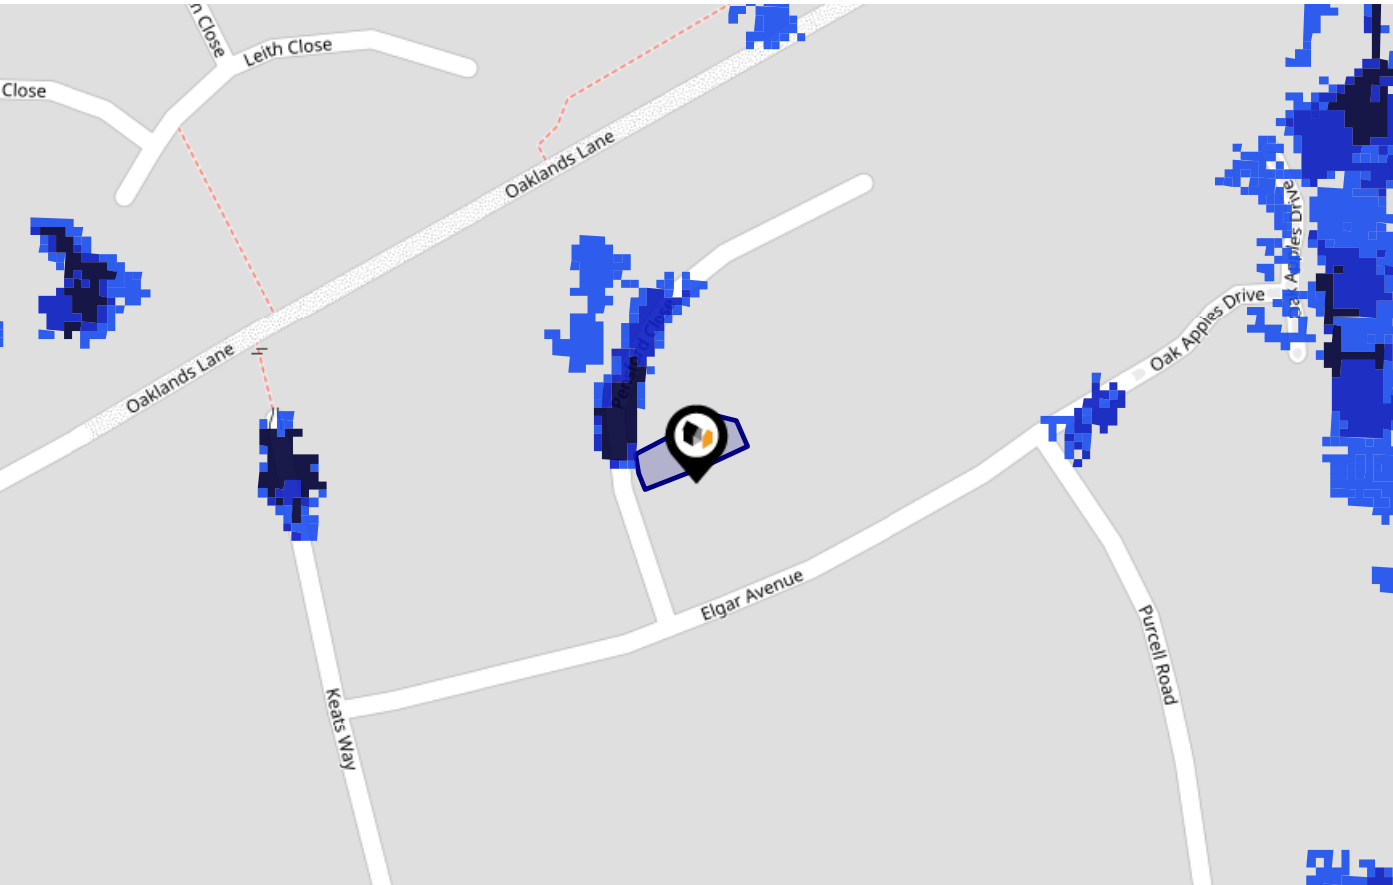 n Close
Leith Close
Close
Oaklands Lane
Oak Apples Drive
Oak Apples Drive
Oaklands Lane
Elgar Avenue
Purcell Road
Keats Way